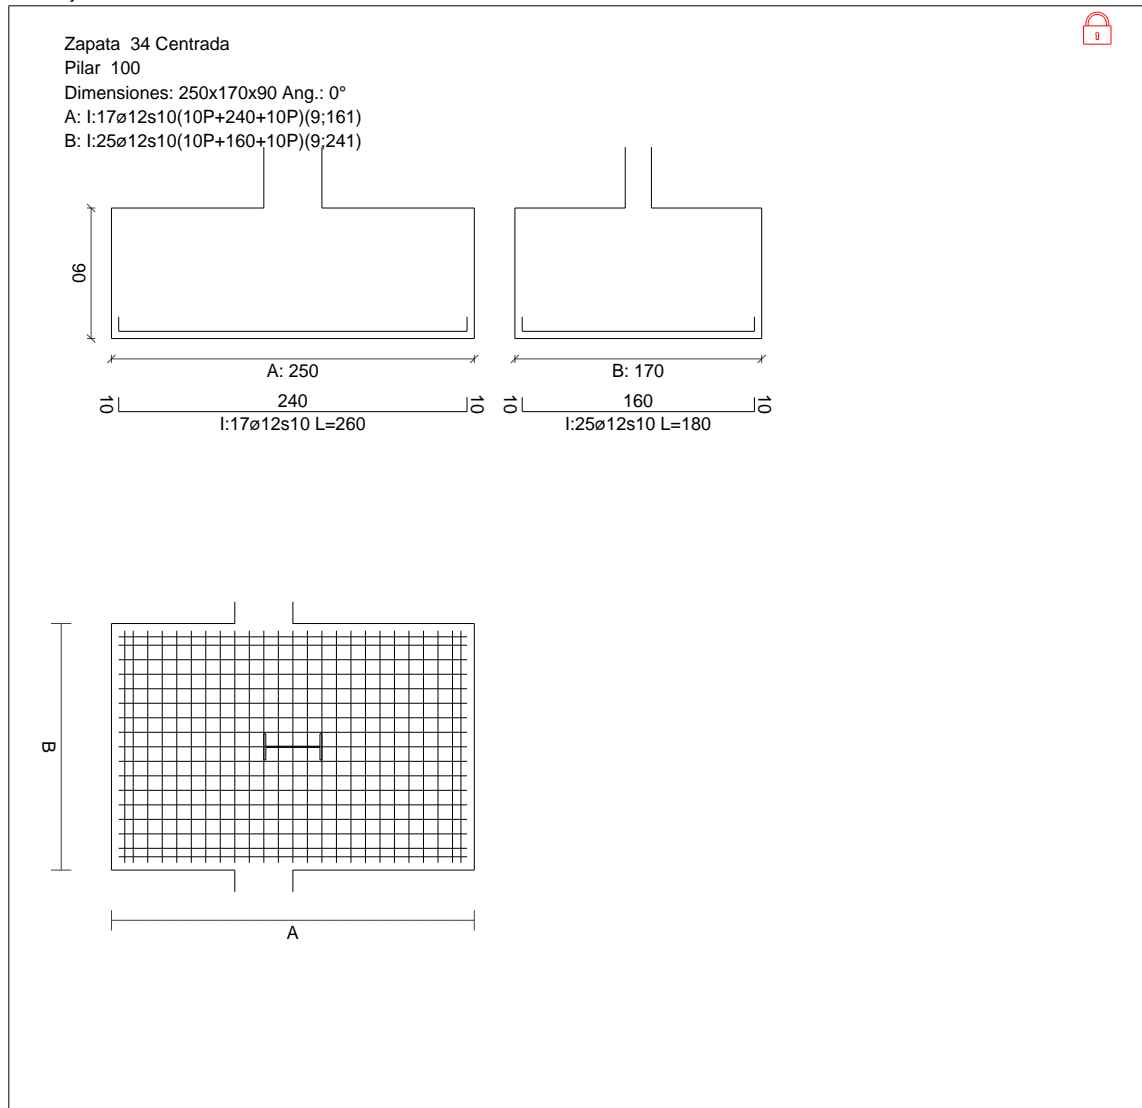 Zapata 34 Centrada
Pilar 100
Dimensiones: 250x170x90 Ang.: 0°
A: I:17ø12s10(10P+240+10P)(9;161)
B: I:25ø12s10(10P+160+10P)(9;241)
90
A: 250
B: 170
10 240 10
10 160 10
I:17ø12s10 L=260
I:25ø12s10 L=180
B
A